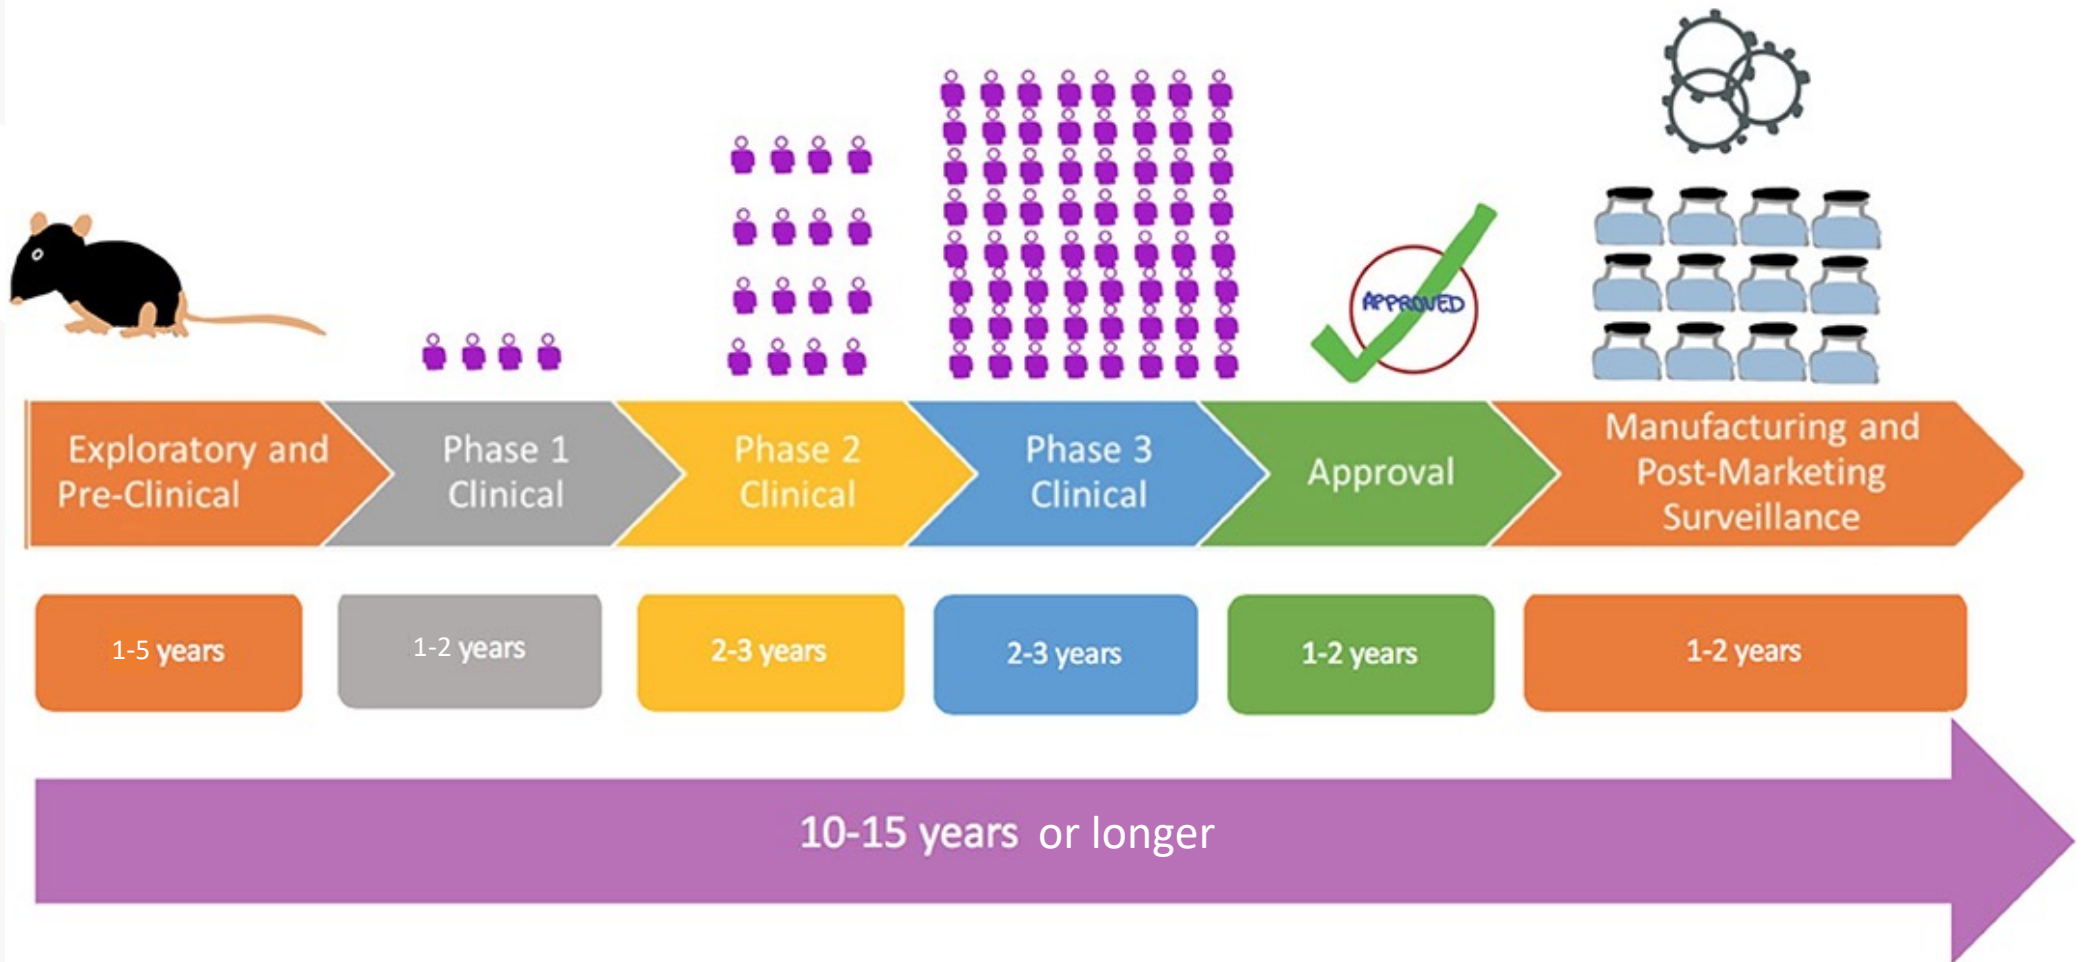 APPROVED
Exploratory and
Pre-Clinical
Phase 1
Clinical
Phase 2
Clinical
Phase 3
Clinical
Approval
Manufacturing and
Post-Marketing
Surveillance
1-5 years
1-2 years
2-3 years
2-3 years
1-2 years
1-2 years
10-15 years or longer